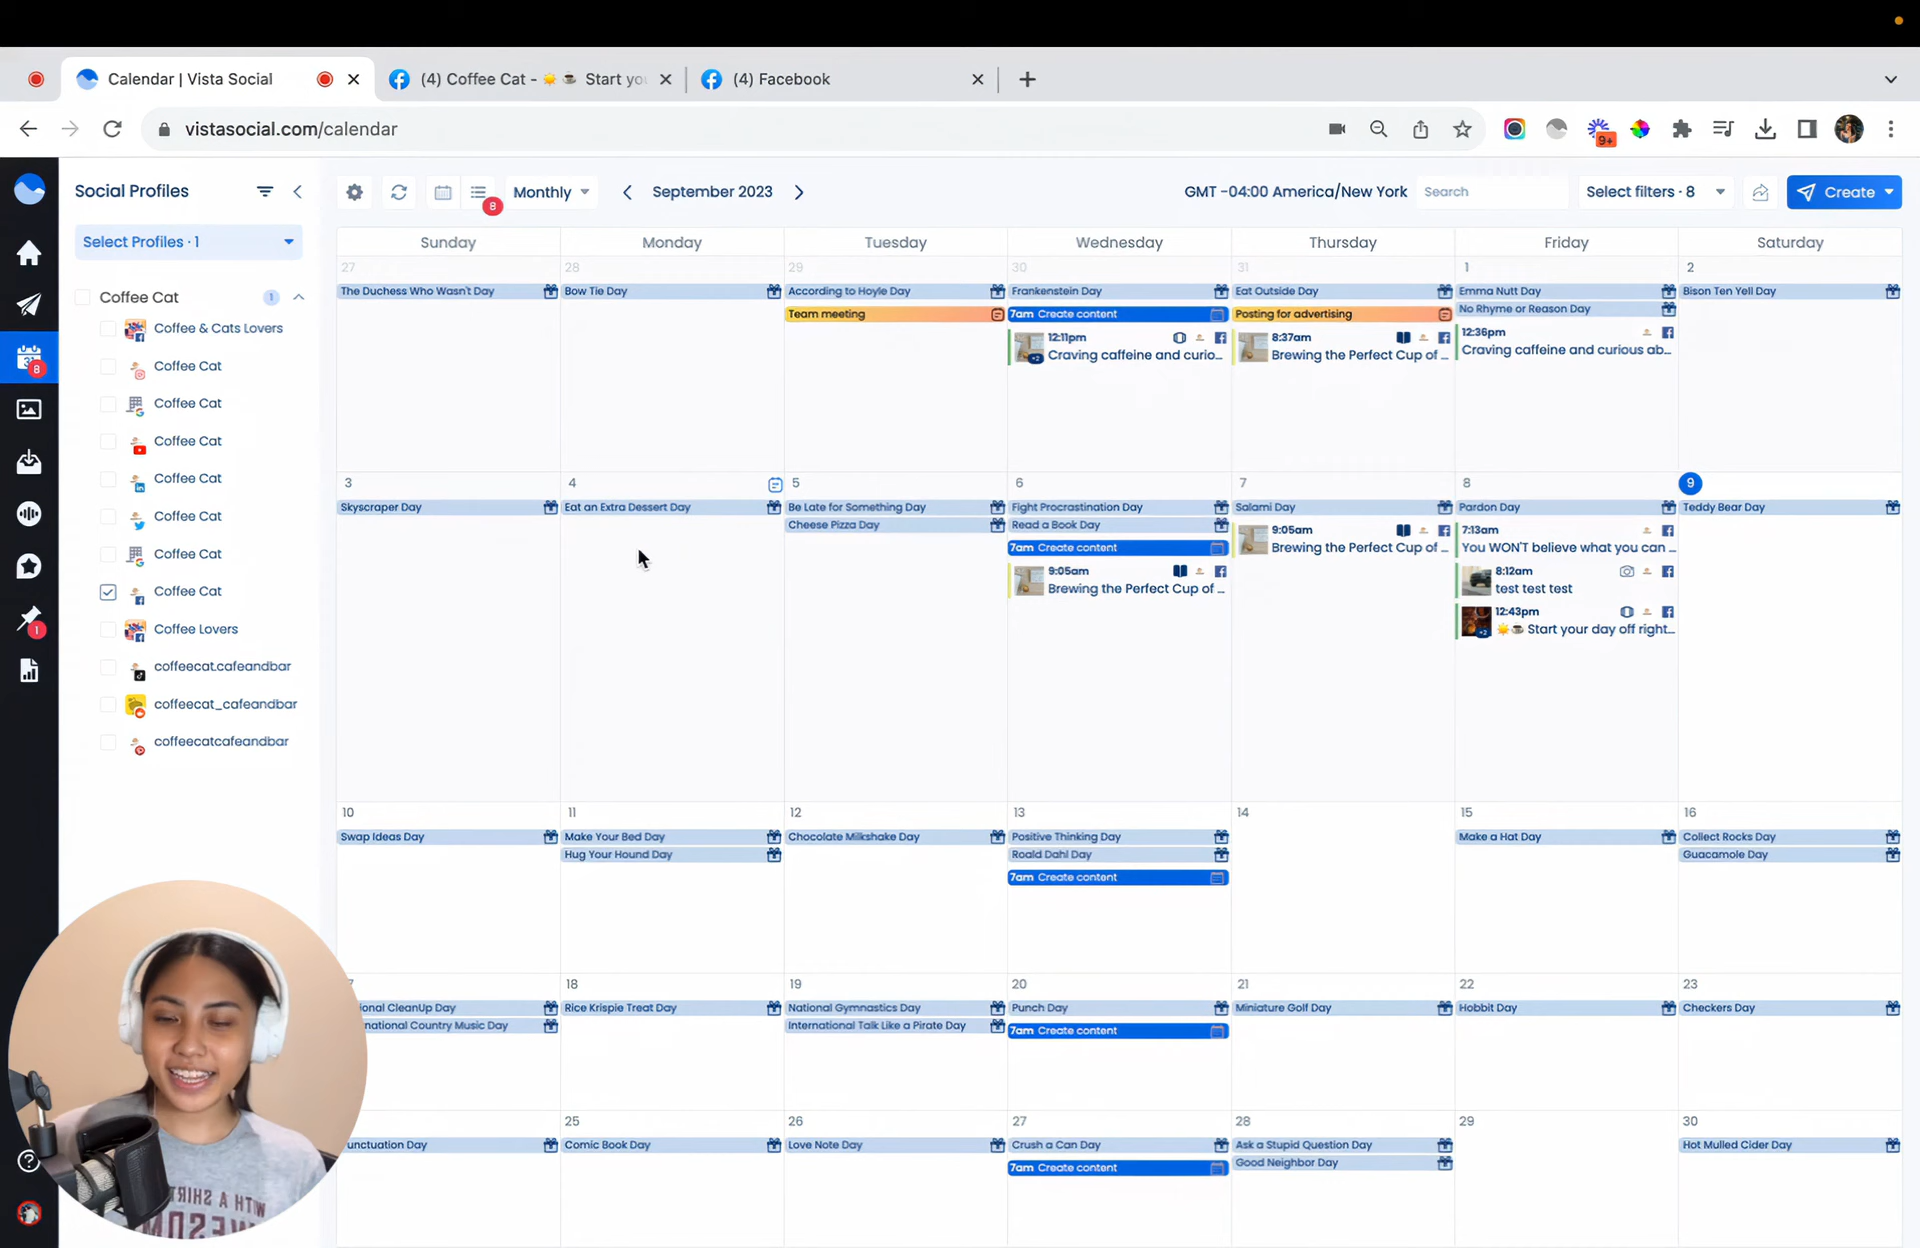 Calendar | Vista Social
(4) Coffee Cat - ☀️ ☕ Start yo
(4) Facebook
vistasocial.com/calendar
9+
Social Profiles
Select Profiles · 1
Coffee Cat 1
Coffee & Cats Lovers
Coffee Cat
Coffee Cat
Coffee Cat
Coffee Cat
Coffee Cat
Coffee Cat
Coffee Cat
Coffee Lovers
coffeecat.cafeandbar
coffeecat_cafeandbar
coffeecatcafeandbar
31
8
1
8
Monthly
September 2023
GMT -04:00 America/New York
Search
Select filters · 8
Create
Sunday Monday Tuesday Wednesday Thursday Friday Saturday
27 28 29 30 31 1 2
The Duchess Who Wasn't Day
Bow Tie Day
According to Hoyle Day
Team meeting
Frankenstein Day
7am Create content
12:11pm
+2
Craving caffeine and curio...
Eat Outside Day
Posting for advertising
8:37am
Brewing the Perfect Cup of ...
Emma Nutt Day
No Rhyme or Reason Day
12:36pm
Craving caffeine and curious ab...
Bison Ten Yell Day
3 4 5 6 7 8 9
Skyscraper Day
Eat an Extra Dessert Day
Be Late for Something Day
Cheese Pizza Day
Fight Procrastination Day
Read a Book Day
7am Create content
9:05am
Brewing the Perfect Cup of ...
Salami Day
9:05am
Brewing the Perfect Cup of ...
Pardon Day
7:13am
You WON'T believe what you can ...
8:12am
test test test
12:43pm
+2
☀️☕ Start your day off right...
Teddy Bear Day
10 11 12 13 14 15 16
Swap Ideas Day
Make Your Bed Day
Hug Your Hound Day
Chocolate Milkshake Day
Positive Thinking Day
Roald Dahl Day
7am Create content
Make a Hat Day
Collect Rocks Day
Guacamole Day
7 18 19 20 21 22 23
ional CleanUp Day
national Country Music Day
Rice Krispie Treat Day
National Gymnastics Day
International Talk Like a Pirate Day
Punch Day
7am Create content
Miniature Golf Day
Hobbit Day
Checkers Day
25 26 27 28 29 30
unctuation Day
Comic Book Day
Love Note Day
Crush a Can Day
7am Create content
Ask a Stupid Question Day
Good Neighbor Day
Hot Mulled Cider Day
WITH A SHIR
AWESOM